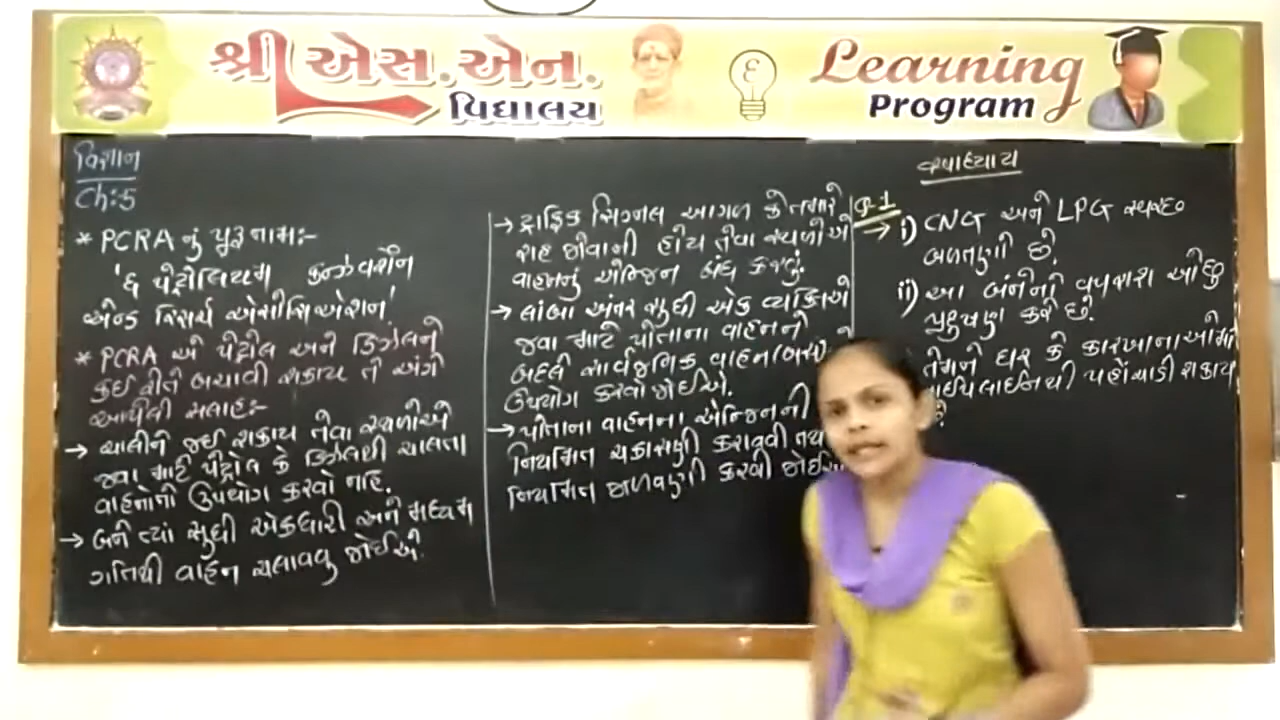 શ્રી એસ.એન.
વિદ્યાલય
Learning
Program
વિજ્ઞાન
Ch:5
* PCRA નું પૂરૂ નામ:-
'ધ પેટ્રોલિયમ કન્ઝર્વેશન
એન્ડ રિસર્ચ એસોસિએશન'
* PCRA એ પેટ્રોલ અને ડિઝલને
કઈ રીતે બચાવી શકાય તે અંગે
આપેલી સલાહ:-
→ ચાલીને જઈ શકાય તેવા સ્થળોએ
જવા માટે પેટ્રોલ કે ડિઝલથી ચાલતા
વાહનોનો ઉપયોગ કરવો નહિ.
→ બને ત્યાં સુધી એકધારી અને મધ્યમ
ગતિથી વાહન ચલાવવુ જોઈએ.
→ ટ્રાફિક સિગ્નલ આગળ કે તમારે
રાહ જોવાની હોય તેવા સ્થળોએ
વાહનનું એન્જિન બંધ કરવું.
→ લાંબા અંતર સુધી એક વ્યક્તિએ
જવા માટે પોતાના વાહનને
બદલે સાર્વજનિક વાહન(બસ)
ઉપયોગ કરવો જોઈએ.
→ પોતાના વાહનના એન્જિનની
નિયમિત ચકાસણી કરાવવી તથ
નિયમિત જાળવણી કરવી જોઈએ
સ્વાધ્યાય
Q-1
→ i) CNG અને LPG સ્વચ્છ
બળતણો છે.
ii) આ બંનેનો વપરાશ ઓછુ
પ્રદુષણ કરે છે.
તેમને ઘર કે કારખાનાઓમાં
પાઈપલાઈનથી પહોંચાડી શકાય
છે.